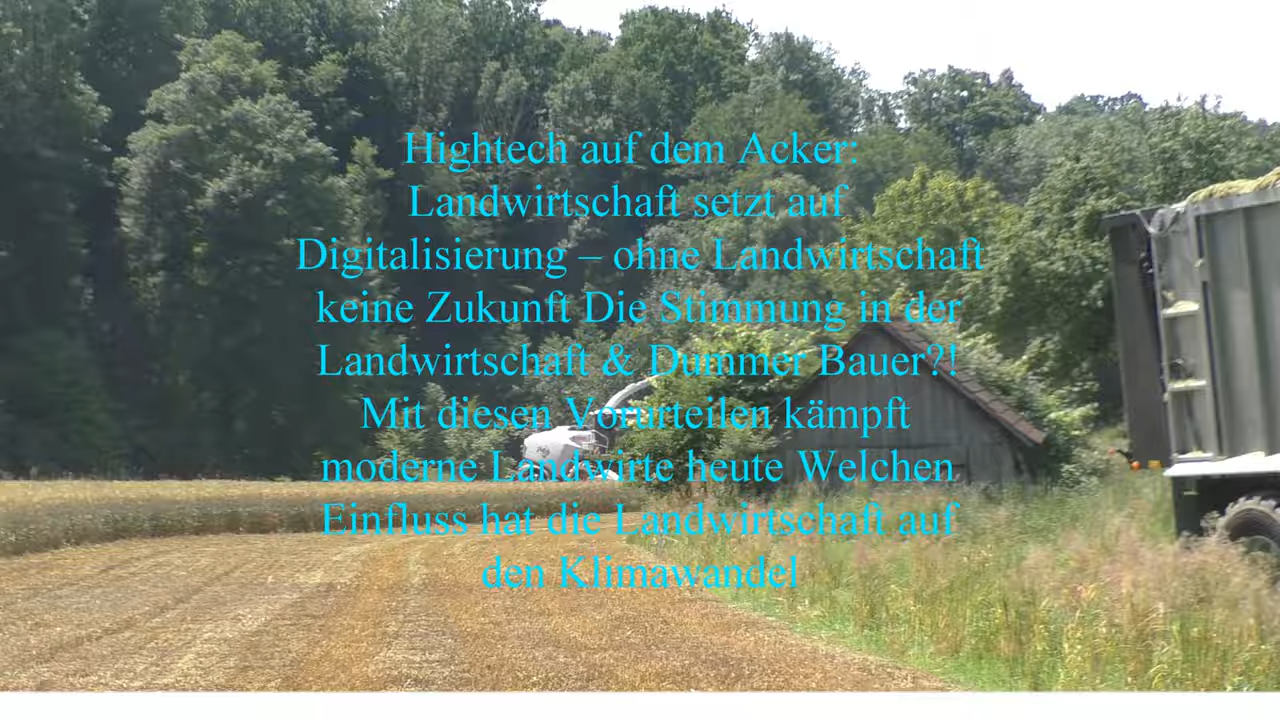 Hightech auf dem Acker:
Landwirtschaft setzt auf
Digitalisierung – ohne Landwirtschaft
keine Zukunft Die Stimmung in der
Landwirtschaft & Dummer Bauer?!
Mit diesen Vorurteilen kämpft
moderne Landwirte heute Welchen
Einfluss hat die Landwirtschaft auf
den Klimawandel